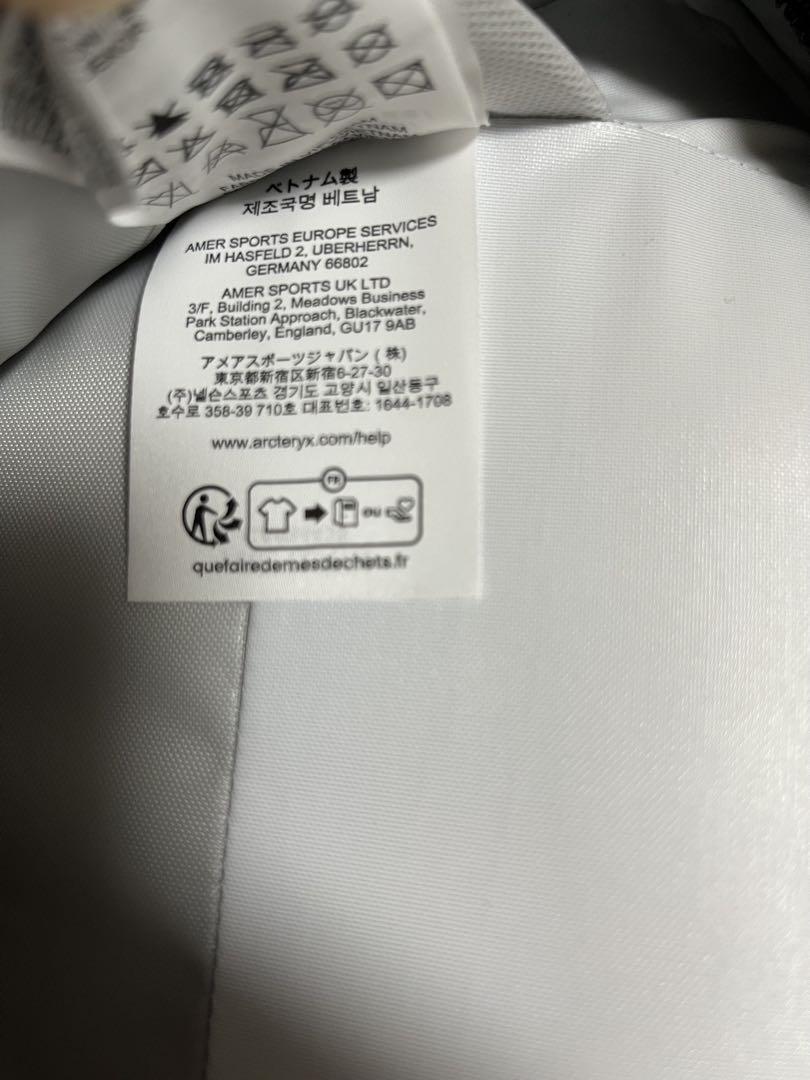 VIETNAM
ベトナム製
제조국명 베트남
AMER SPORTS EUROPE SERVICES
IM HASFELD 2, UBERHERRN,
GERMANY 66802
AMER SPORTS UK LTD
3/F, Building 2, Meadows Business
Park Station Approach, Blackwater,
Camberley, England, GU17 9AB
アメアスポーツジャパン (株)
東京都新宿区新宿6-27-30
(주)넬슨스포츠 경기도 고양시 일산동구
호수로 358-39 710호 대표번호: 1644-1708
www.arcteryx.com/help
FR
OU
quefairedemesdechets.fr